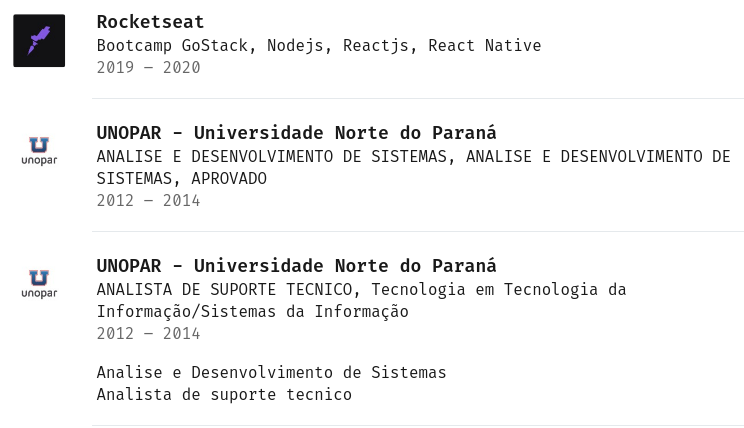 Rocketseat
Bootcamp GoStack, Nodejs, Reactjs, React Native
2019 – 2020
unopar
UNOPAR - Universidade Norte do Paraná
ANALISE E DESENVOLVIMENTO DE SISTEMAS, ANALISE E DESENVOLVIMENTO DE
SISTEMAS, APROVADO
2012 – 2014
unopar
UNOPAR - Universidade Norte do Paraná
ANALISTA DE SUPORTE TECNICO, Tecnologia em Tecnologia da
Informação/Sistemas da Informação
2012 – 2014
Analise e Desenvolvimento de Sistemas
Analista de suporte tecnico